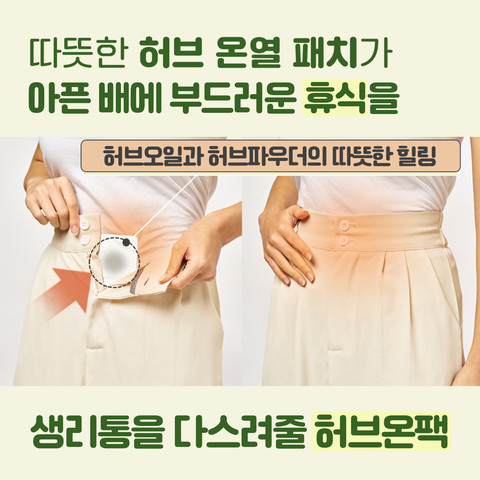 따뜻한 허브 온열 패치가
아픈 배에 부드러운 휴식을
허브오일과 허브파우더의 따뜻한 힐링
생리통을 다스려줄 허브온팩